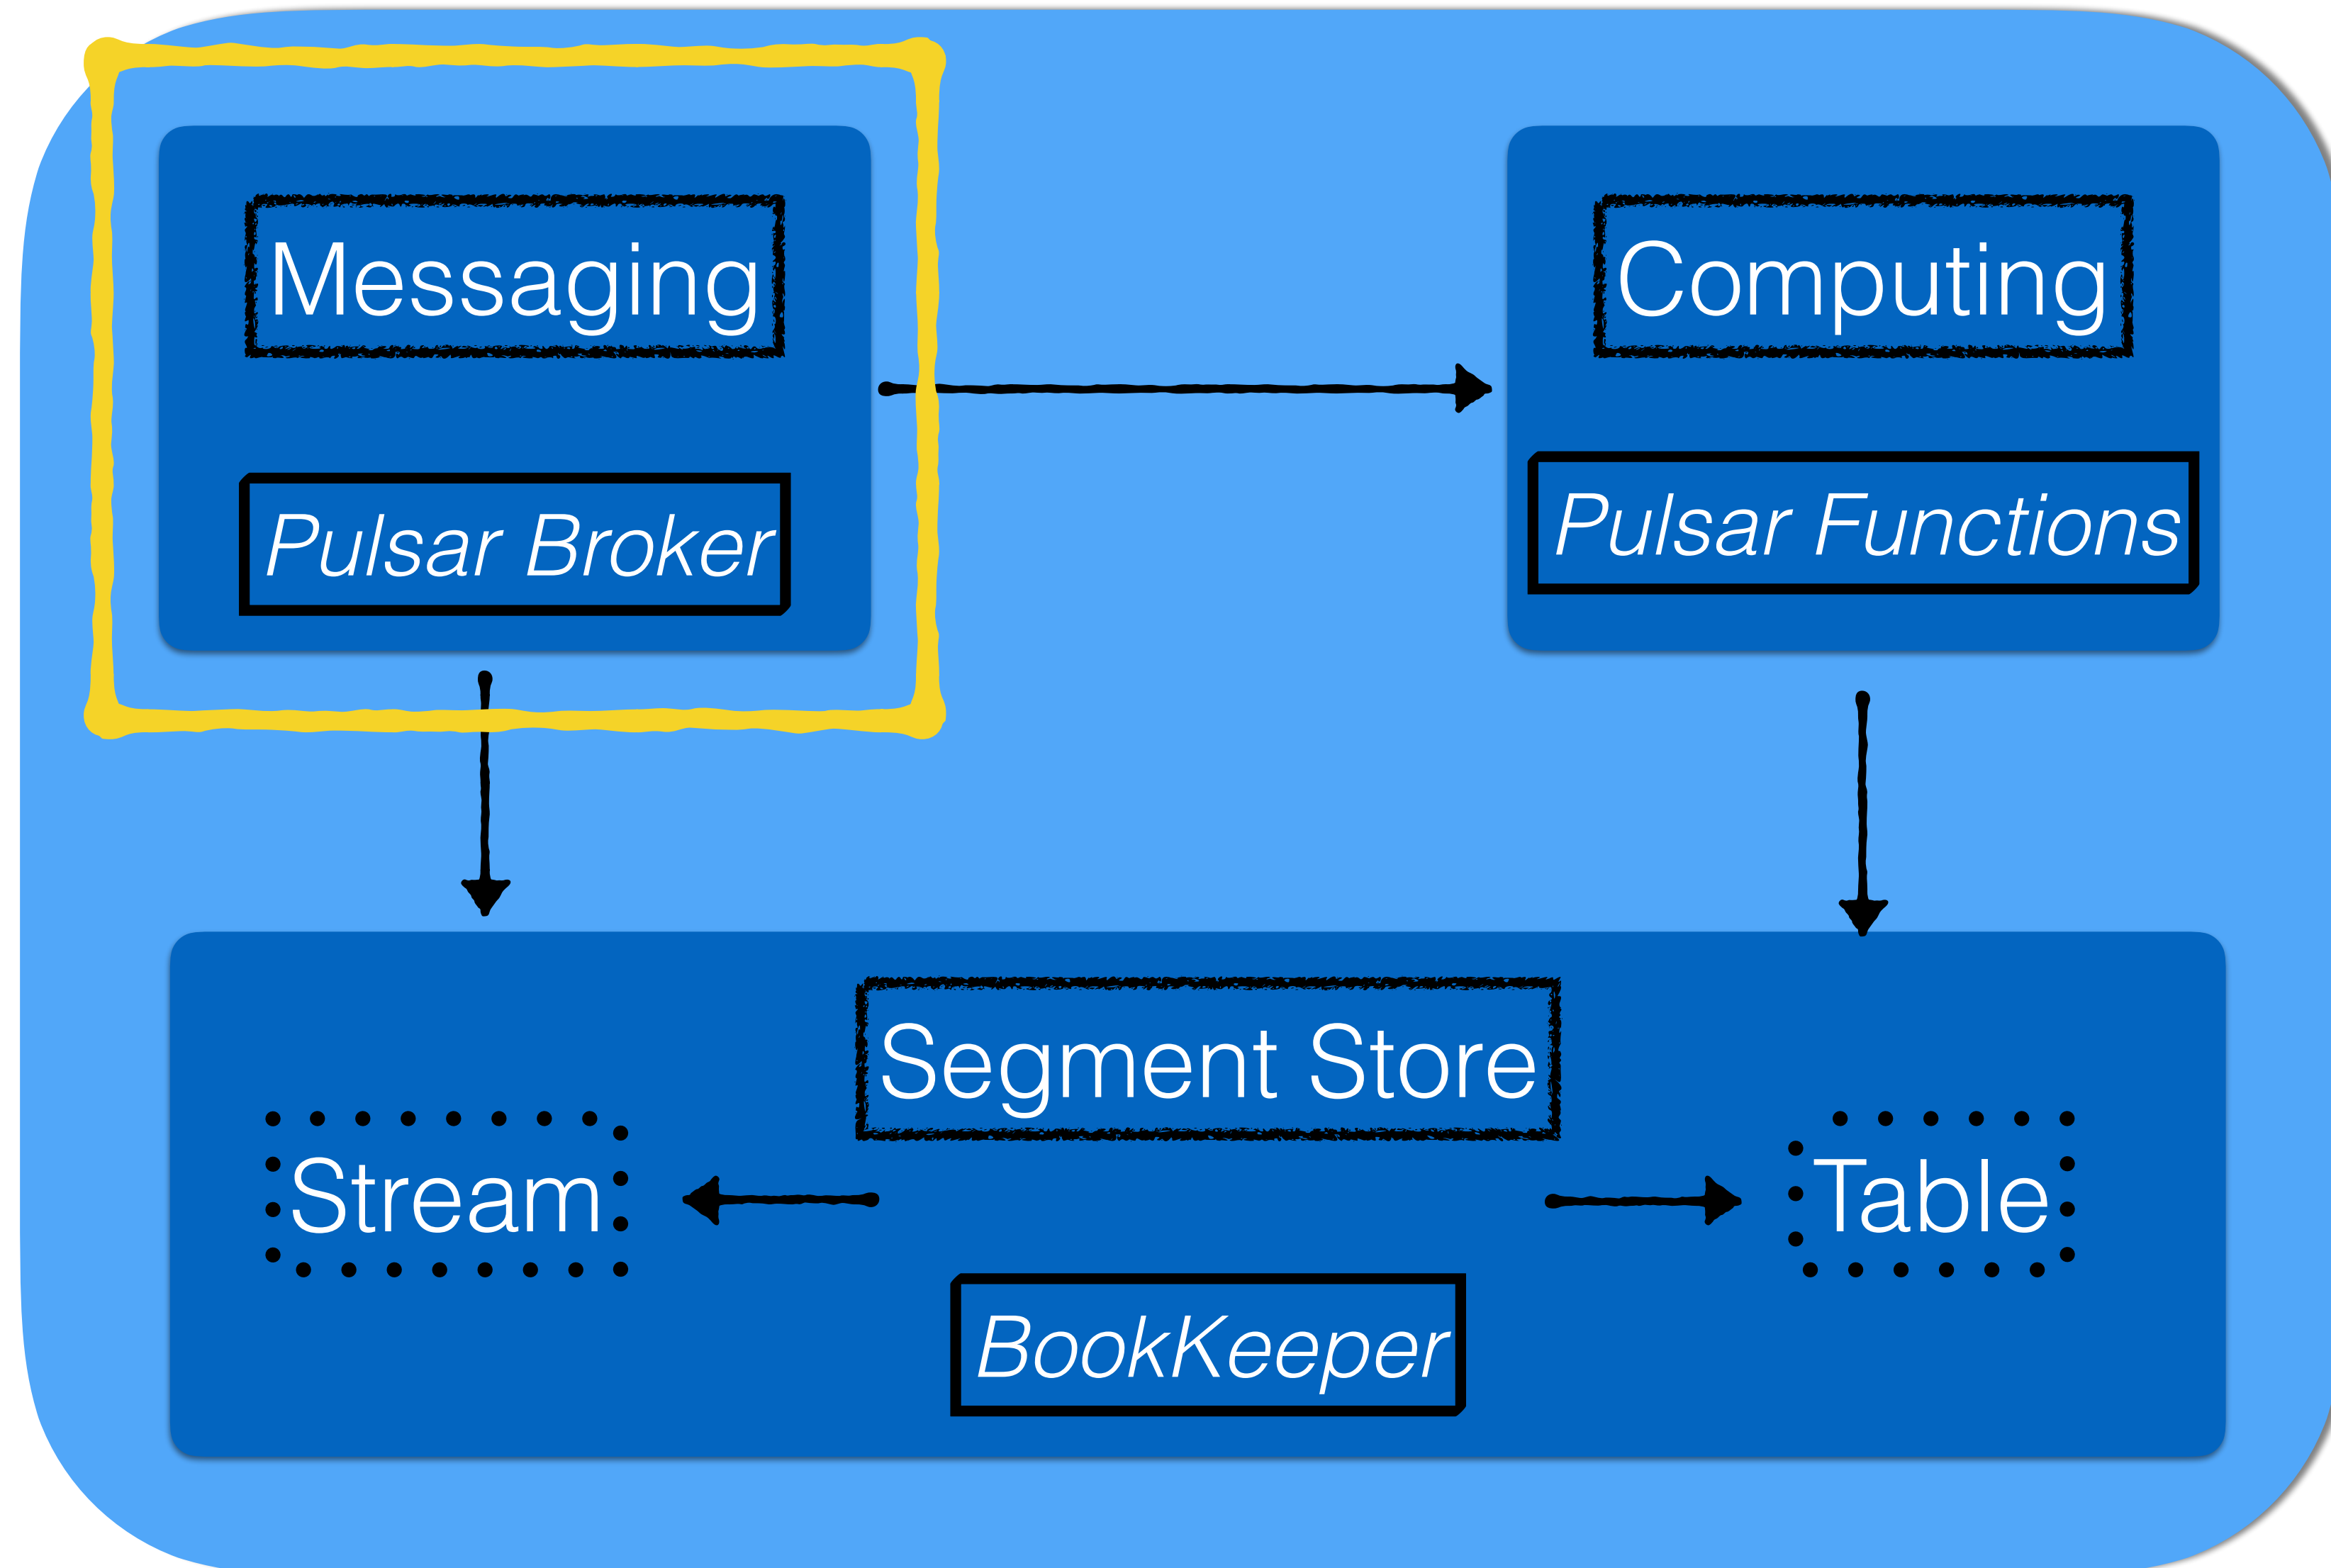 Messaging
Pulsar Broker
Computing
Pulsar Functions
Segment Store
Stream
Table
BookKeeper